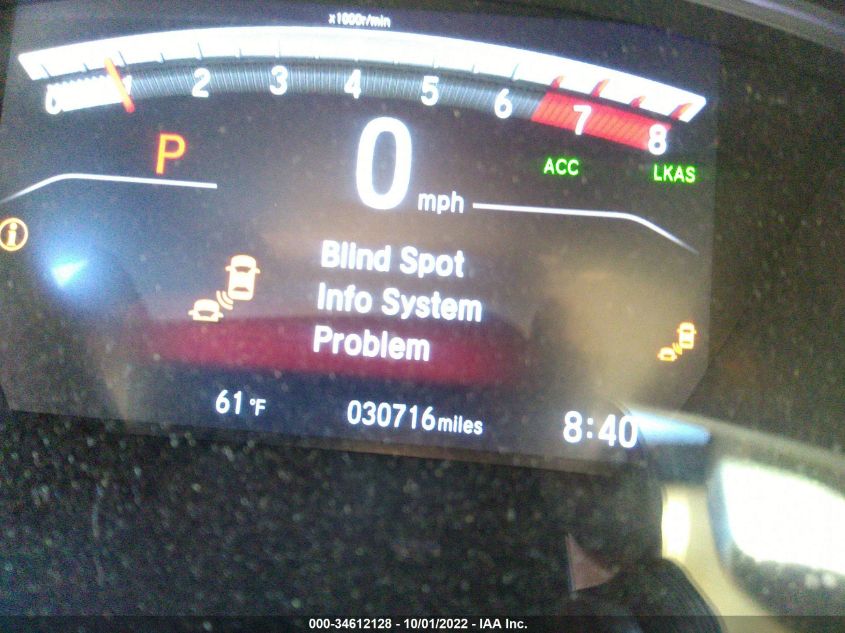 x1000r/min
0 1 2 3 4 5 6 7 8
P
0 mph
ACC
LKAS
i
Blind Spot
Info System
Problem
61 °F
030716 miles
8:40
000-34612128 - 10/01/2022 - IAA Inc.